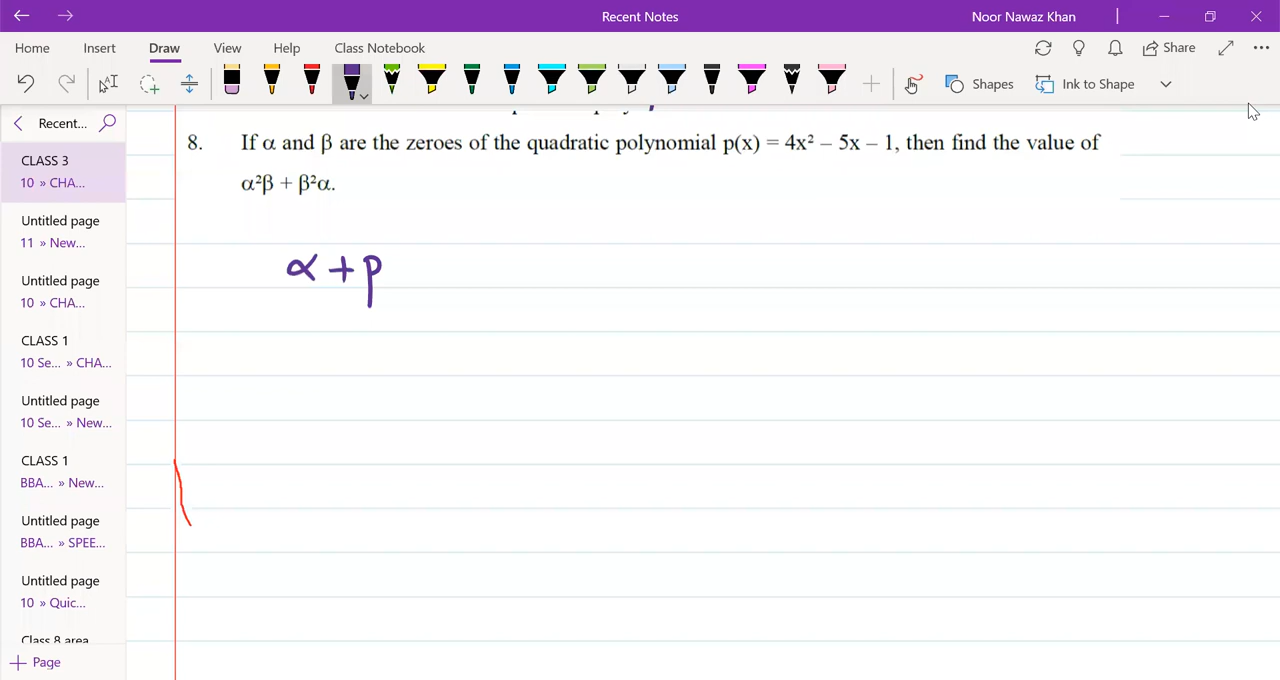 Recent Notes
Noor Nawaz Khan
Home Insert Draw View Help Class Notebook
Share
Shapes
Ink to Shape
Recent...
CLASS 3
10 » CHA...
Untitled page
11 » New...
Untitled page
10 » CHA...
CLASS 1
10 Se... » CHA...
Untitled page
10 Se... » New...
CLASS 1
BBA... » New...
Untitled page
BBA... » SPEE...
Untitled page
10 » Quic...
Class 8 area
+ Page
8. If α and β are the zeroes of the quadratic polynomial p(x) = 4x² – 5x – 1, then find the value of
α²β + β²α.
α + p